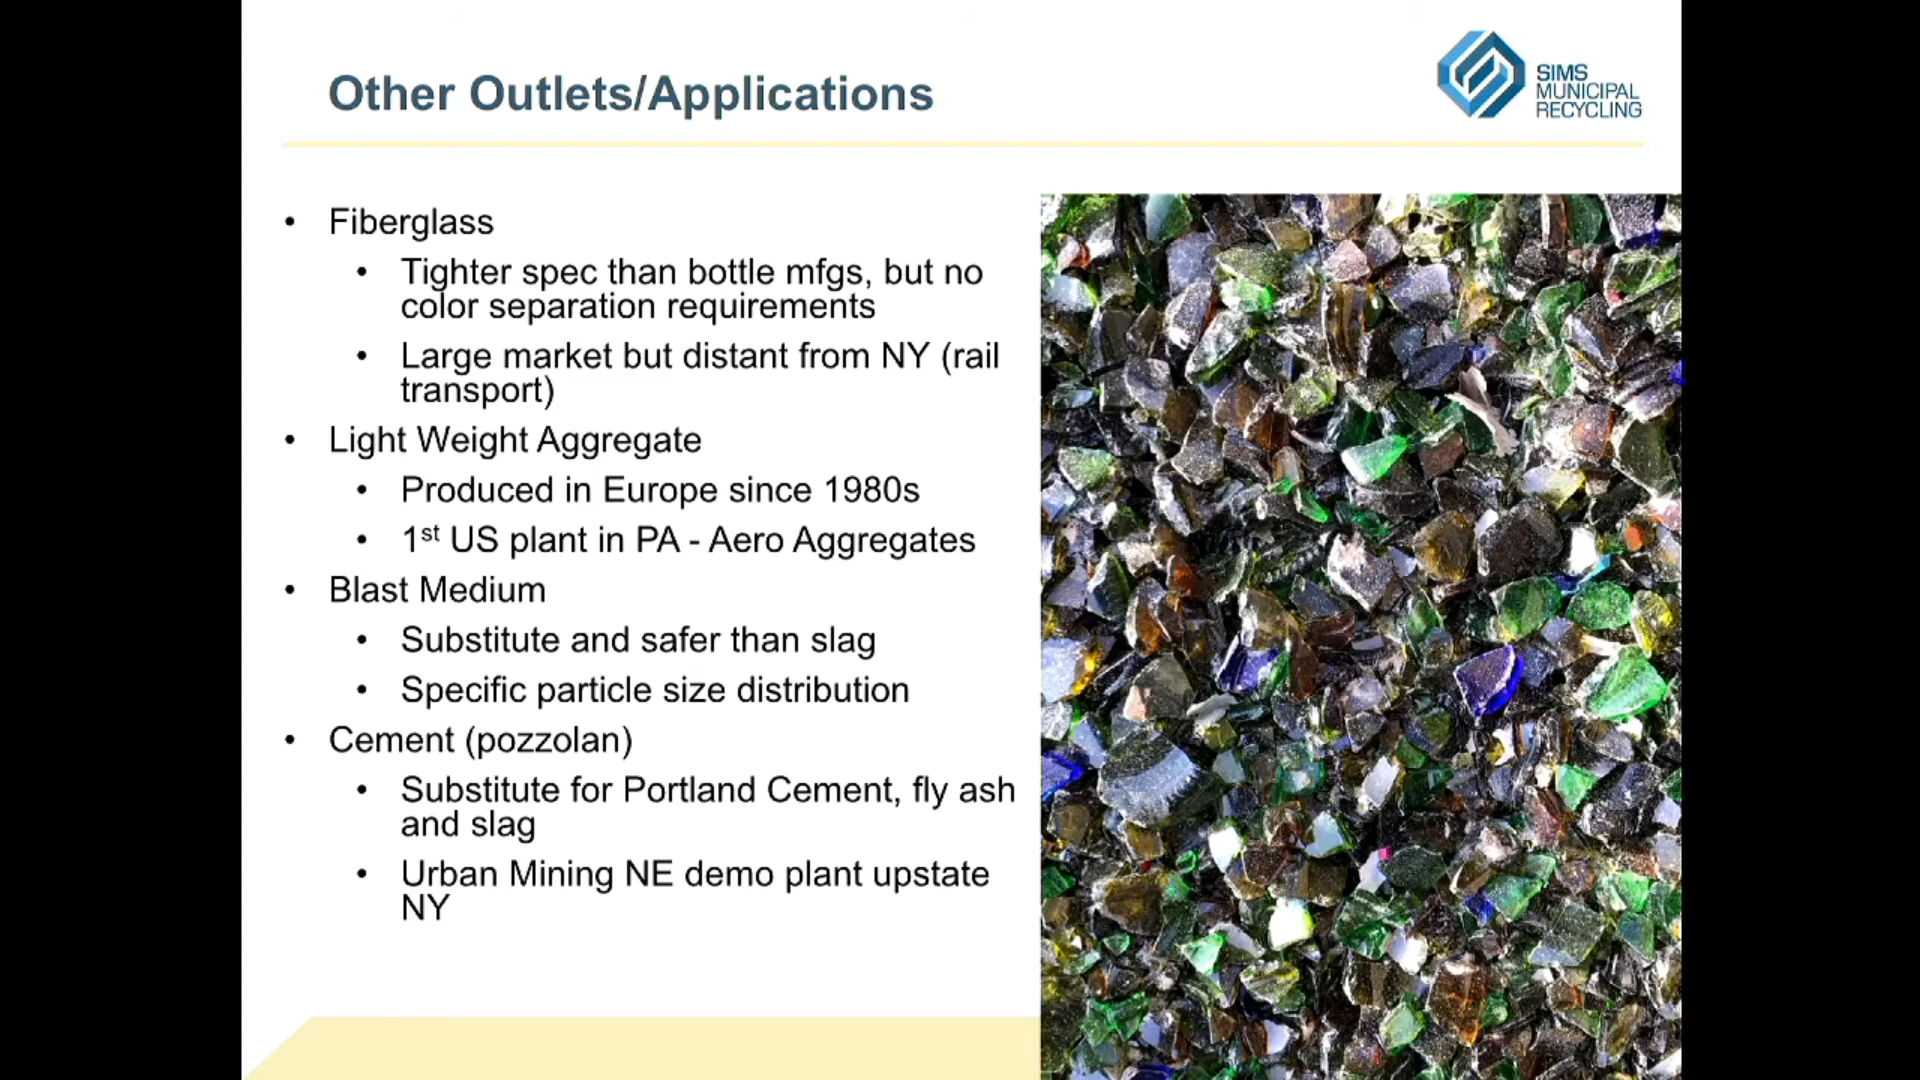 Other Outlets/Applications
SIMS
MUNICIPAL
RECYCLING
• Fiberglass
• Tighter spec than bottle mfgs, but no
color separation requirements
• Large market but distant from NY (rail
transport)
• Light Weight Aggregate
• Produced in Europe since 1980s
• 1st US plant in PA - Aero Aggregates
• Blast Medium
• Substitute and safer than slag
• Specific particle size distribution
• Cement (pozzolan)
• Substitute for Portland Cement, fly ash
and slag
• Urban Mining NE demo plant upstate
NY